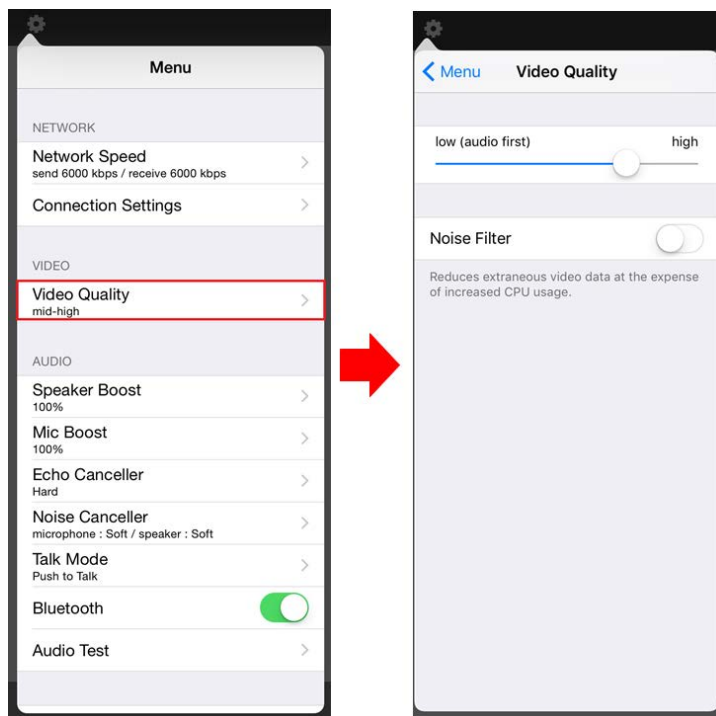 Menu
NETWORK
Network Speed
send 6000 kbps / receive 6000 kbps
Connection Settings
VIDEO
Video Quality
mid-high
AUDIO
Speaker Boost
100%
Mic Boost
100%
Echo Canceller
Hard
Noise Canceller
microphone : Soft / speaker : Soft
Talk Mode
Push to Talk
Bluetooth
Audio Test
Menu Video Quality
low (audio first) high
Noise Filter
Reduces extraneous video data at the expense
of increased CPU usage.